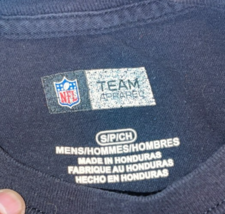 NFL
TEAM
APPAREL
S/P/CH
MENS/HOMMES/HOMBRES
MADE IN HONDURAS
FABRIQUE AU HONDURAS
HECHO EN HONDURAS